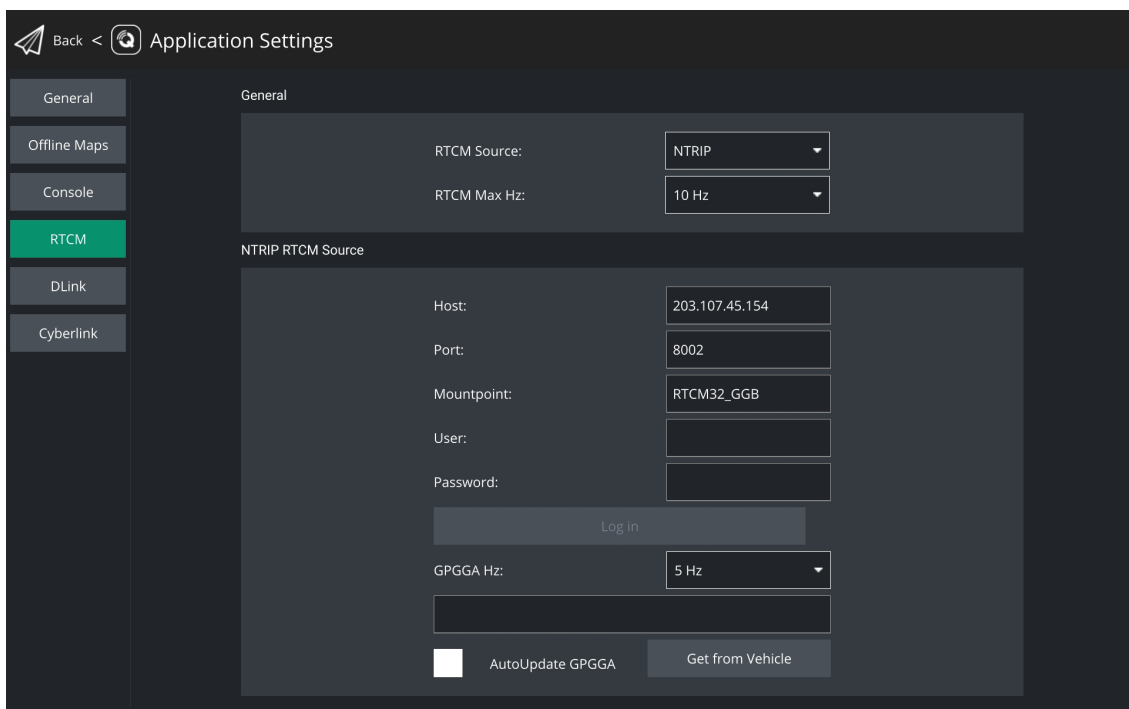 Back < Application Settings
General
Offline Maps
Console
RTCM
DLink
Cyberlink
General
RTCM Source: NTRIP
RTCM Max Hz: 10 Hz
NTRIP RTCM Source
Host: 203.107.45.154
Port: 8002
Mountpoint: RTCM32_GGB
User:
Password:
Log in
GPGGA Hz: 5 Hz
AutoUpdate GPGGA Get from Vehicle